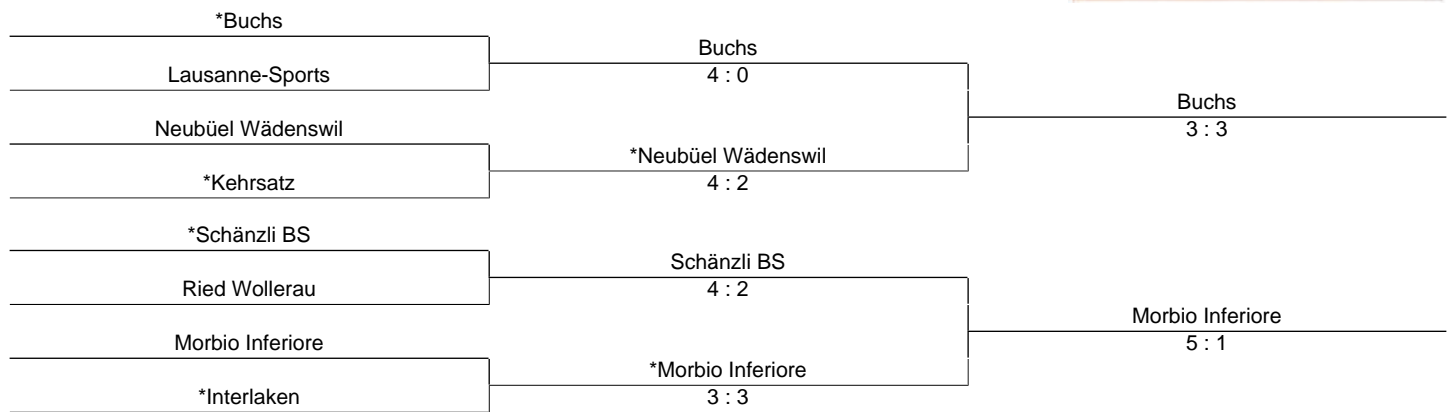 *Buchs
Buchs
Lausanne-Sports
4 : 0
Buchs
Neubüel Wädenswil
3 : 3
*Neubüel Wädenswil
*Kehrsatz
4 : 2
*Schänzli BS
Schänzli BS
Ried Wollerau
4 : 2
Morbio Inferiore
Morbio Inferiore
5 : 1
*Morbio Inferiore
*Interlaken
3 : 3